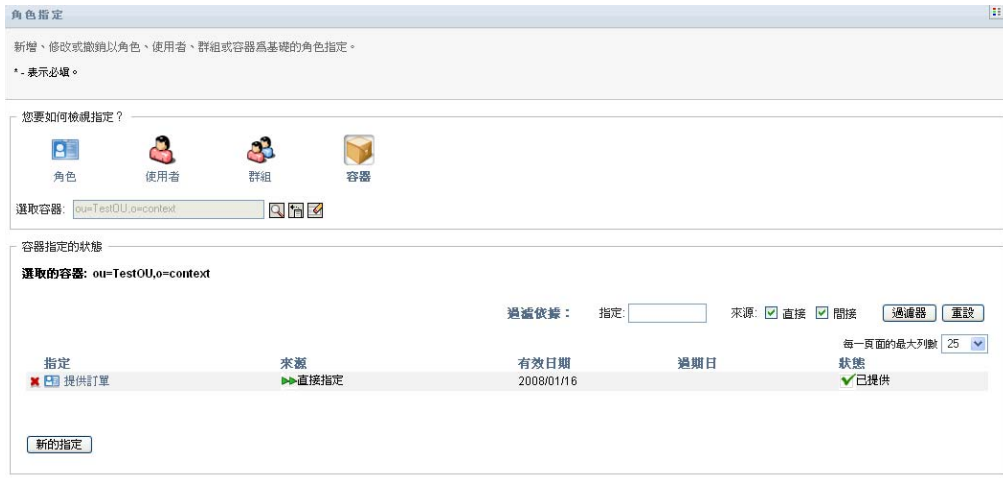 角色指定
新增、修改或撤銷以角色、使用者、群組或容器為基礎的角色指定。
* - 表示必填。
您要如何檢視指定？
角色 使用者 群組 容器
選取容器: ou=TestOU,o=context
容器指定的狀態
選取的容器: ou=TestOU,o=context
過濾依據： 指定: 來源: 直接 間接 過濾器 重設
每一頁面的最大列數 25
指定 來源 有效日期 過期日 狀態
提供訂單 直接指定 2008/01/16 已提供
新的指定